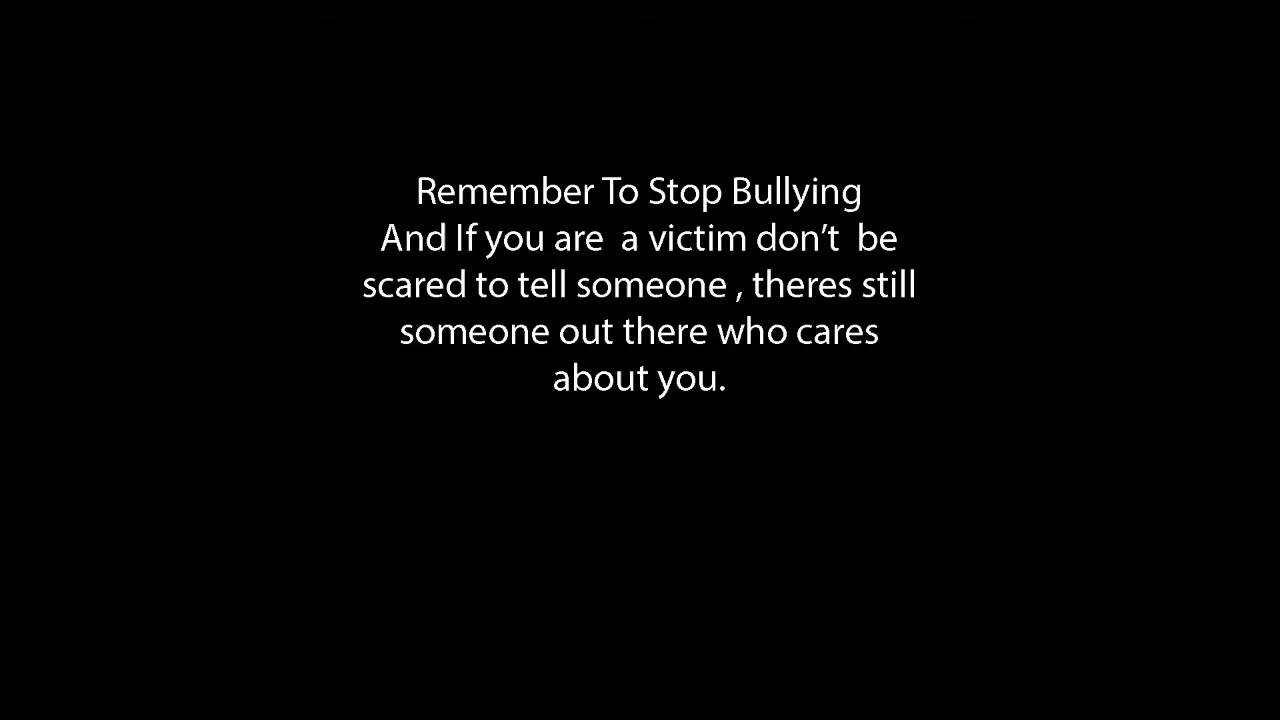 Remember To Stop Bullying
And If you are  a victim don’t  be
scared to tell someone , theres still
someone out there who cares
about you.